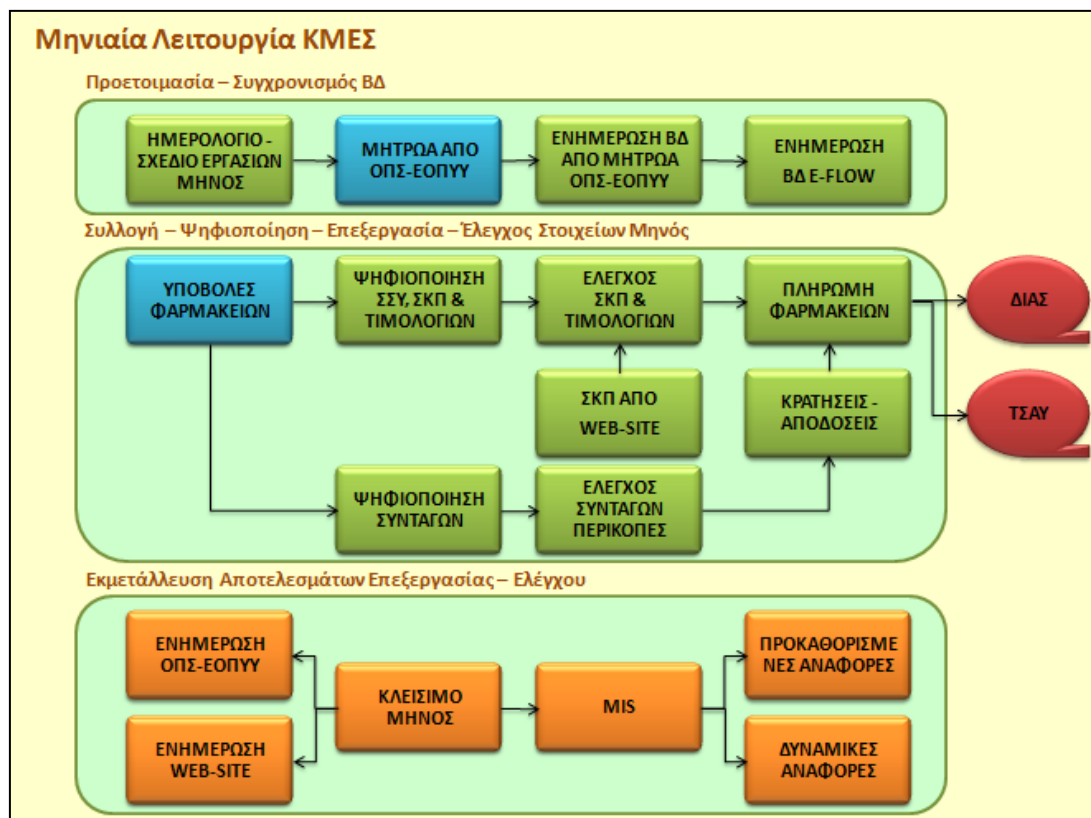 Μηνιαία Λειτουργία ΚΜΕΣ
Προετοιμασία – Συγχρονισμός ΒΔ
ΗΜΕΡΟΛΟΓΙΟ -
ΣΧΕΔΙΟ ΕΡΓΑΣΙΩΝ
ΜΗΝΟΣ
ΜΗΤΡΩΑ ΑΠΟ
ΟΠΣ-ΕΟΠΥΥ
ΕΝΗΜΕΡΩΣΗ ΒΔ
ΑΠΟ ΜΗΤΡΩΑ
ΟΠΣ-ΕΟΠΥΥ
ΕΝΗΜΕΡΩΣΗ
ΒΔ E-FLOW
Συλλογή – Ψηφιοποίηση – Επεξεργασία – Έλεγχος Στοιχείων Μηνός
ΥΠΟΒΟΛΕΣ
ΦΑΡΜΑΚΕΙΩΝ
ΨΗΦΙΟΠΟΙΗΣΗ
ΣΣΥ, ΣΚΠ &
ΤΙΜΟΛΟΓΙΩΝ
ΕΛΕΓΧΟΣ
ΣΚΠ &
ΤΙΜΟΛΟΓΙΩΝ
ΠΛΗΡΩΜΗ
ΦΑΡΜΑΚΕΙΩΝ
ΔΙΑΣ
ΣΚΠ ΑΠΟ
WEB-SITE
ΚΡΑΤΗΣΕΙΣ -
ΑΠΟΔΟΣΕΙΣ
ΤΣΑΥ
ΨΗΦΙΟΠΟΙΗΣΗ
ΣΥΝΤΑΓΩΝ
ΕΛΕΓΧΟΣ
ΣΥΝΤΑΓΩΝ
ΠΕΡΙΚΟΠΕΣ
Εκμετάλλευση Αποτελεσμάτων Επεξεργασίας – Ελέγχου
ΕΝΗΜΕΡΩΣΗ
ΟΠΣ-ΕΟΠΥΥ
ΕΝΗΜΕΡΩΣΗ
WEB-SITE
ΚΛΕΙΣΙΜΟ
ΜΗΝΟΣ
MIS
ΠΡΟΚΑΘΟΡΙΣΜΕ
ΝΕΣ ΑΝΑΦΟΡΕΣ
ΔΥΝΑΜΙΚΕΣ
ΑΝΑΦΟΡΕΣ